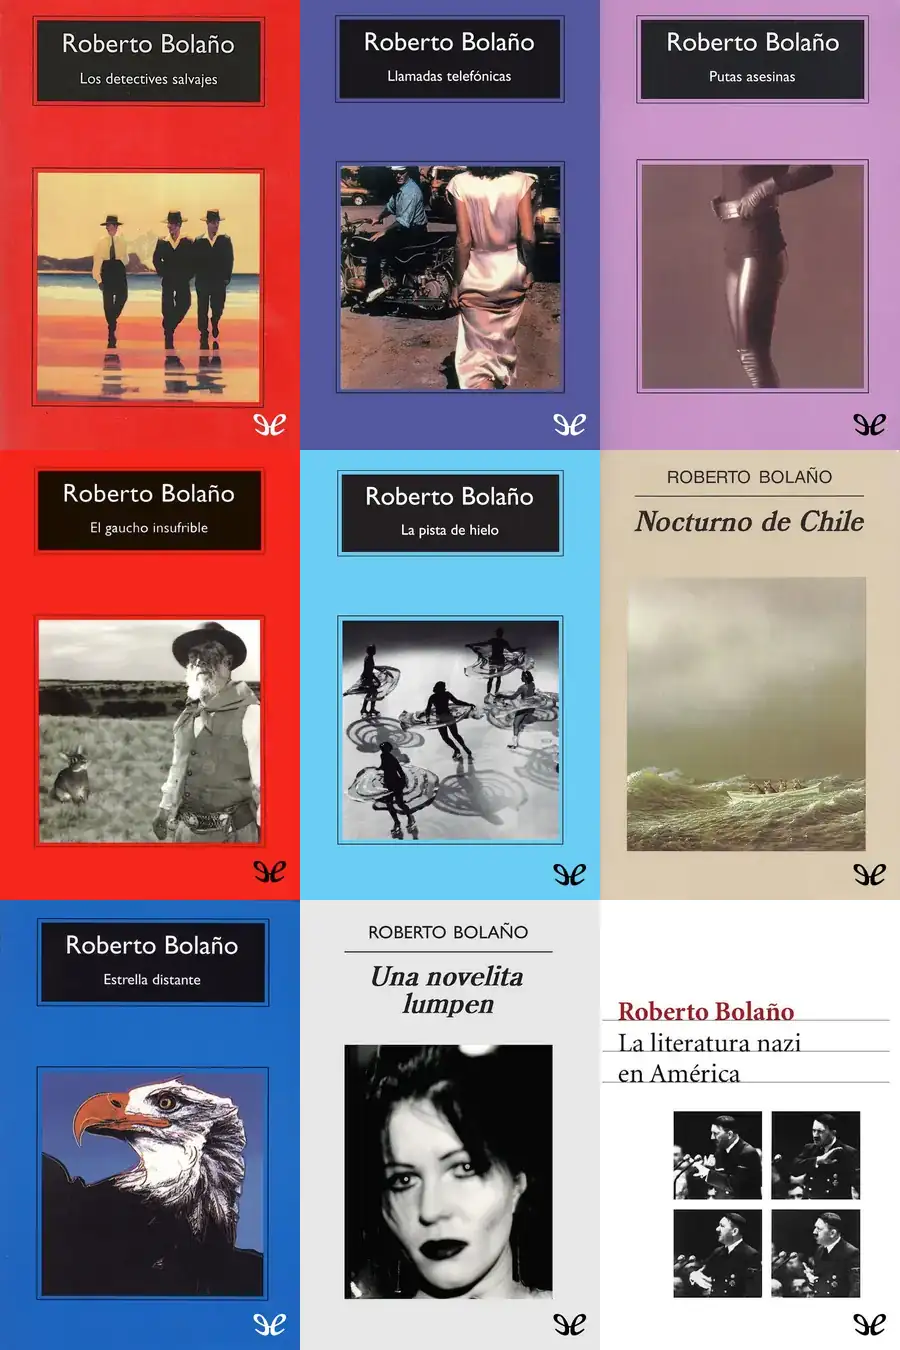 Roberto Bolaño
Los detectives salvajes
Roberto Bolaño
Llamadas telefónicas
Roberto Bolaño
Putas asesinas
Roberto Bolaño
El gaucho insufrible
Roberto Bolaño
La pista de hielo
ROBERTO BOLAÑO
Nocturno de Chile
Roberto Bolaño
Estrella distante
ROBERTO BOLAÑO
Una novelita
lumpen
Roberto Bolaño
La literatura nazi
en América